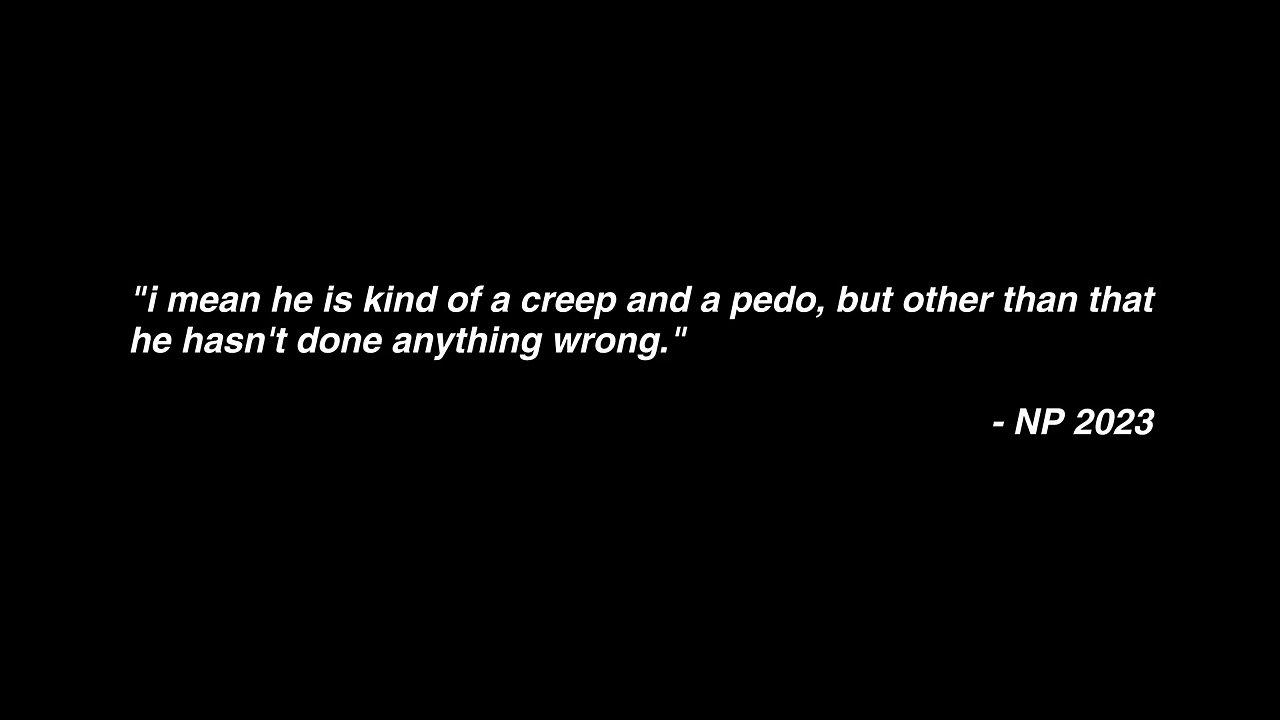 "i mean he is kind of a creep and a pedo, but other than that
he hasn't done anything wrong."
- NP 2023